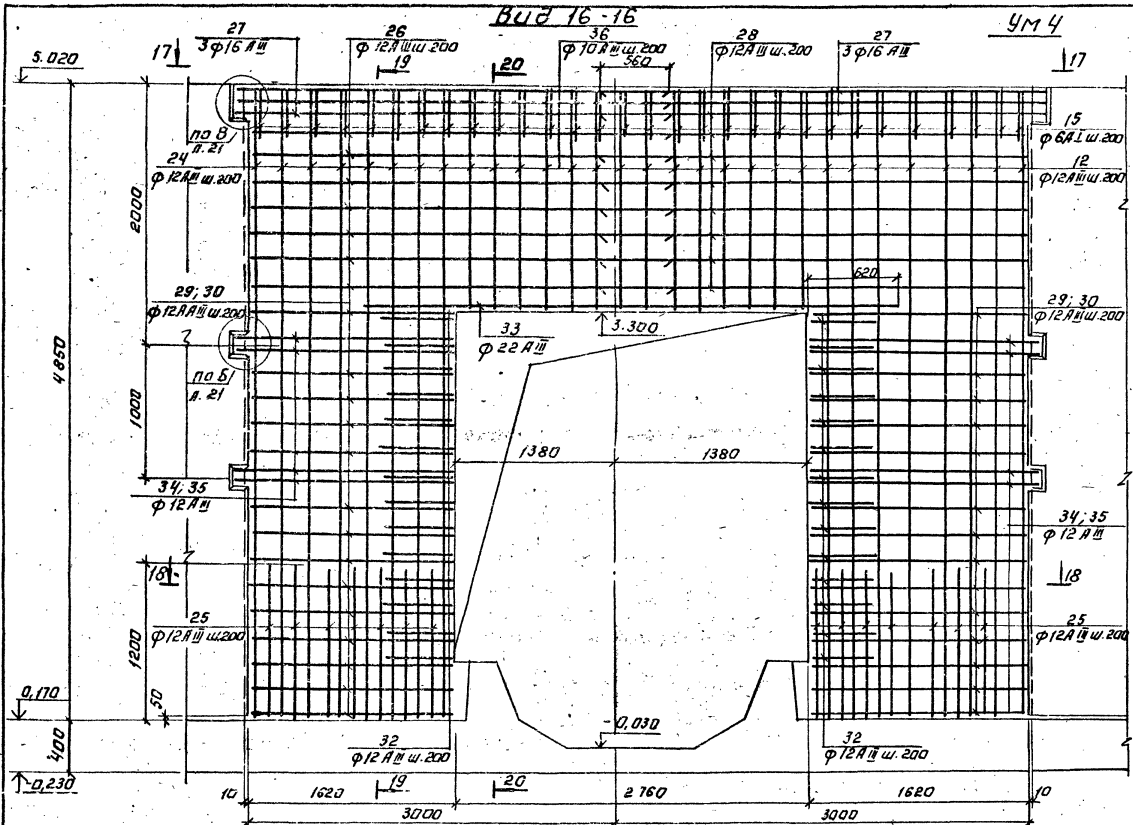 Вид 16-16
УМ 4
27
3ф16 АIII
26
ф12АIII ш.200
36
ф10АIII ш.200
28
ф12АIII ш.200
27
3ф16 АIII
17
19
20
560
17
5.020
по В/
л. 21
24
ф12АIII ш.200
15
ф6АI ш.200
12
ф12АIII ш.200
2000
620
29; 30
ф12АAIII ш.200
29; 30
ф12АIII ш.200
33
ф22 АIII
3.300
4850
по Б/
л. 21
1000
1380
1380
34; 35
ф12АIII
34; 35
ф12АIII
18
18
25
ф12АIII ш.200
25
ф12АIII ш.200
1200
0,170
50
-0,030
400
32
ф12АIII ш.200
32
ф12АIII ш.200
-0,230
19
20
10
1620
2760
1620
10
3000
3000